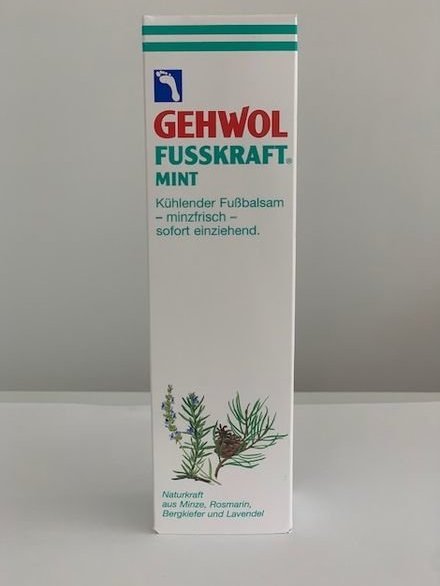 GEHWOL
FUSSKRAFT®
MINT
Kühlender Fußbalsam
– minzfrisch –
sofort einziehend.
Naturkraft
aus Minze, Rosmarin,
Bergkiefer und Lavendel